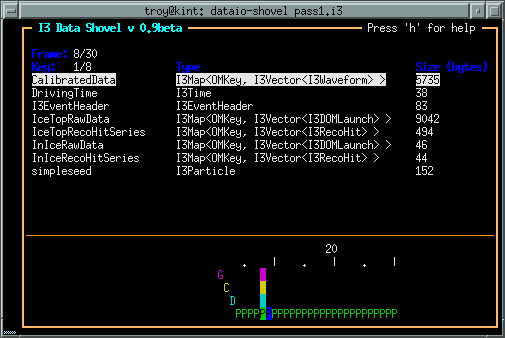 troy@kint: dataio-shovel pass1.i3
I3 Data Shovel v 0.9beta Press 'h' for help
Frame: 8/30
Key: 1/8 Type Size (bytes)
CalibratedData I3Map<OMKey, I3Vector<I3Waveform> > 5735
DrivingTime I3Time 38
I3EventHeader I3EventHeader 83
IceTopRawData I3Map<OMKey, I3Vector<I3DOMLaunch> > 9042
IceTopRecoHitSeries I3Map<OMKey, I3Vector<I3RecoHit> > 494
InIceRawData I3Map<OMKey, I3Vector<I3DOMLaunch> > 46
InIceRecoHitSeries I3Map<OMKey, I3Vector<I3RecoHit> > 44
simpleseed I3Particle 152
20
. | . | . |
G
C
D
PPPPPPPPPPPPPPPPPPPPPPPPPPP